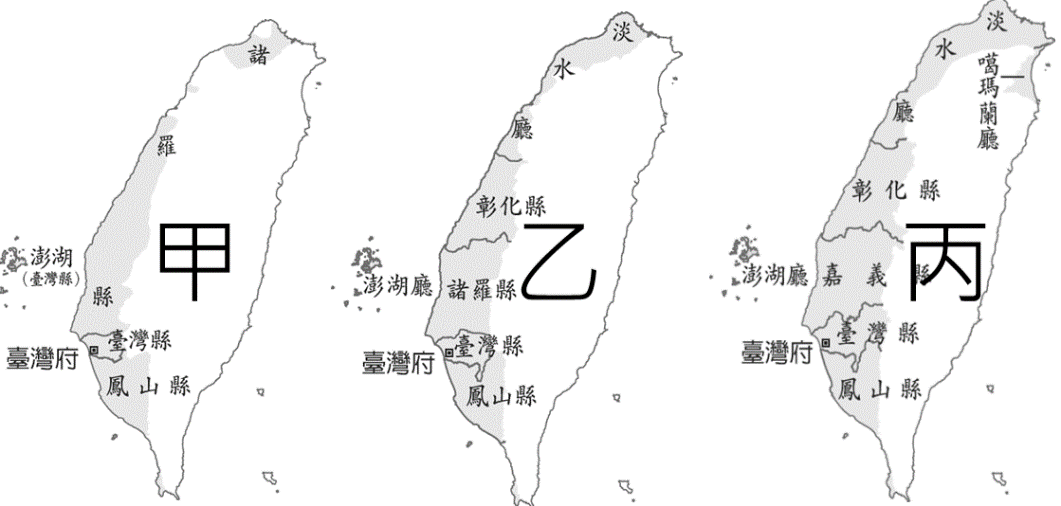 諸
羅
縣
澎湖
(臺灣縣)
臺灣縣
臺灣府
鳳山縣
甲
淡
水
廳
彰化縣
澎湖廳
諸羅縣
臺灣縣
臺灣府
鳳山縣
乙
淡
水
廳
噶瑪蘭廳
彰化縣
澎湖廳
嘉義縣
臺灣縣
臺灣府
鳳山縣
丙